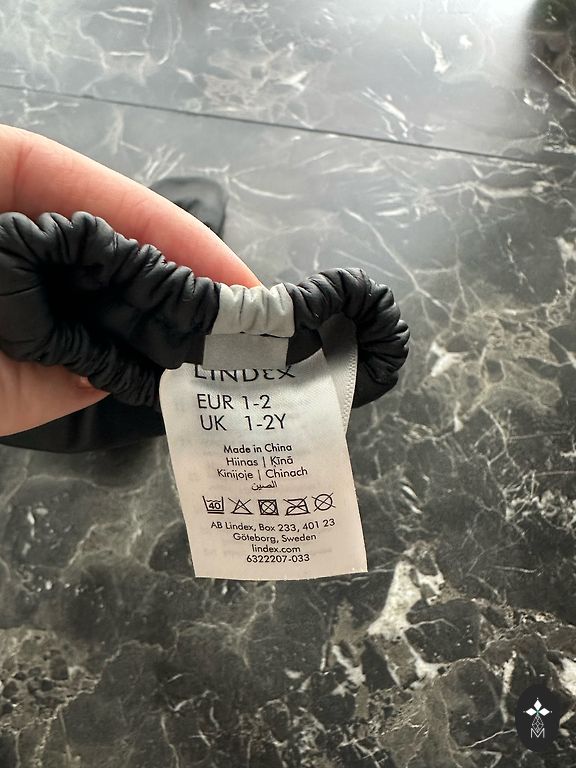 LINDEX
EUR 1-2
UK 1-2Y
Made in China
Hiinas | Ķīnā
Kinijoje | Chinach
الصين
40
AB Lindex, Box 233, 401 23
Göteborg, Sweden
lindex.com
6322207-033
M